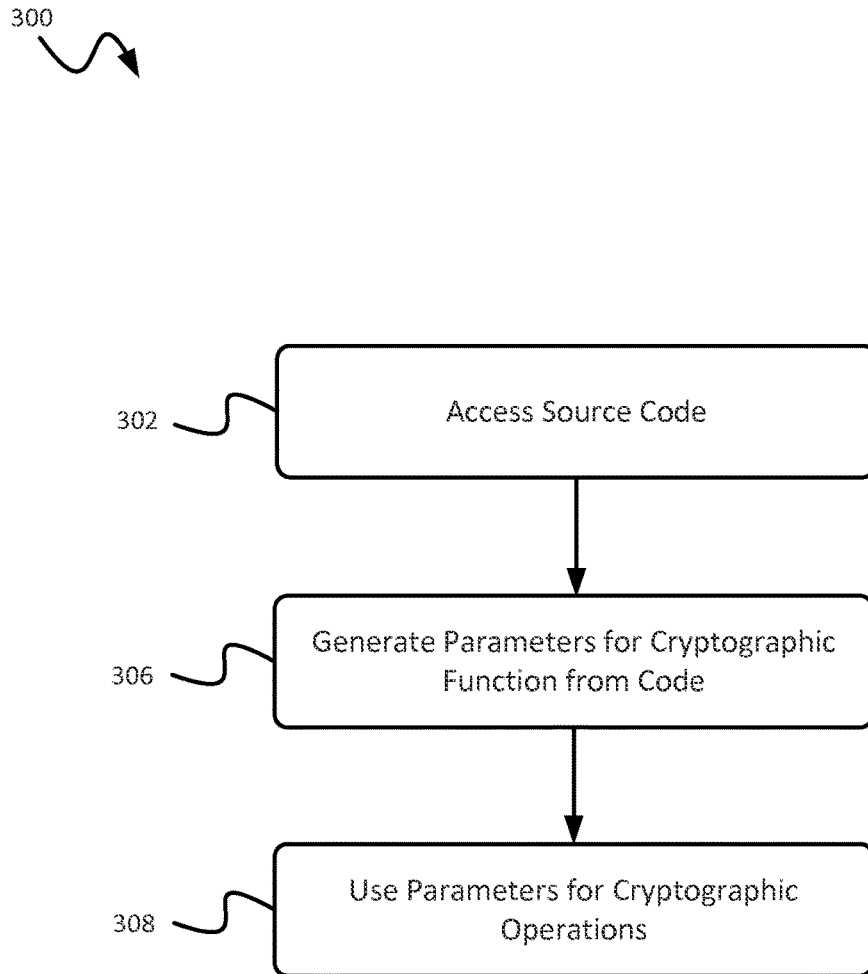 300
302
Access Source Code
306
Generate Parameters for Cryptographic
Function from Code
308
Use Parameters for Cryptographic
Operations